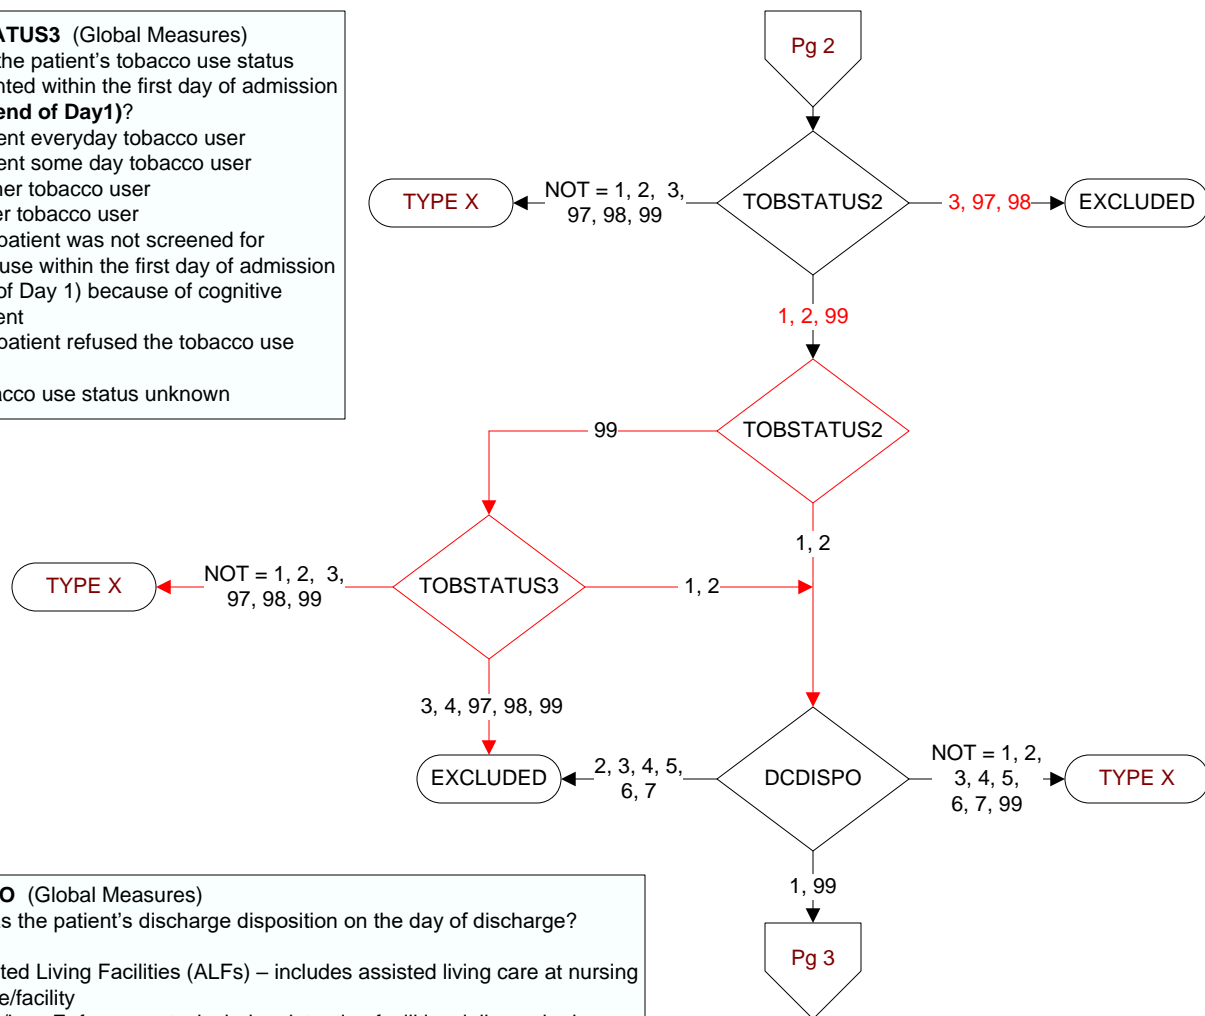 ATUS3 (Global Measures)
the patient's tobacco use status
nted within the first day of admission
end of Day1)?
ent everyday tobacco user
ent some day tobacco user
ner tobacco user
er tobacco user
patient was not screened for
use within the first day of admission
of Day 1) because of cognitive
ent
patient refused the tobacco use
acco use status unknown
Pg 2
TYPE X
NOT = 1, 2, 3,
97, 98, 99
TOBSTATUS2
3, 97, 98
EXCLUDED
1, 2, 99
99
TOBSTATUS2
1, 2
TYPE X
NOT = 1, 2, 3,
97, 98, 99
TOBSTATUS3
1, 2
3, 4, 97, 98, 99
EXCLUDED
2, 3, 4, 5,
6, 7
DCDISPO
NOT = 1, 2,
3, 4, 5,
6, 7, 99
TYPE X
1, 99
Pg 3
O (Global Measures)
as the patient's discharge disposition on the day of discharge?
ted Living Facilities (ALFs) – includes assisted living care at nursing
e/facility